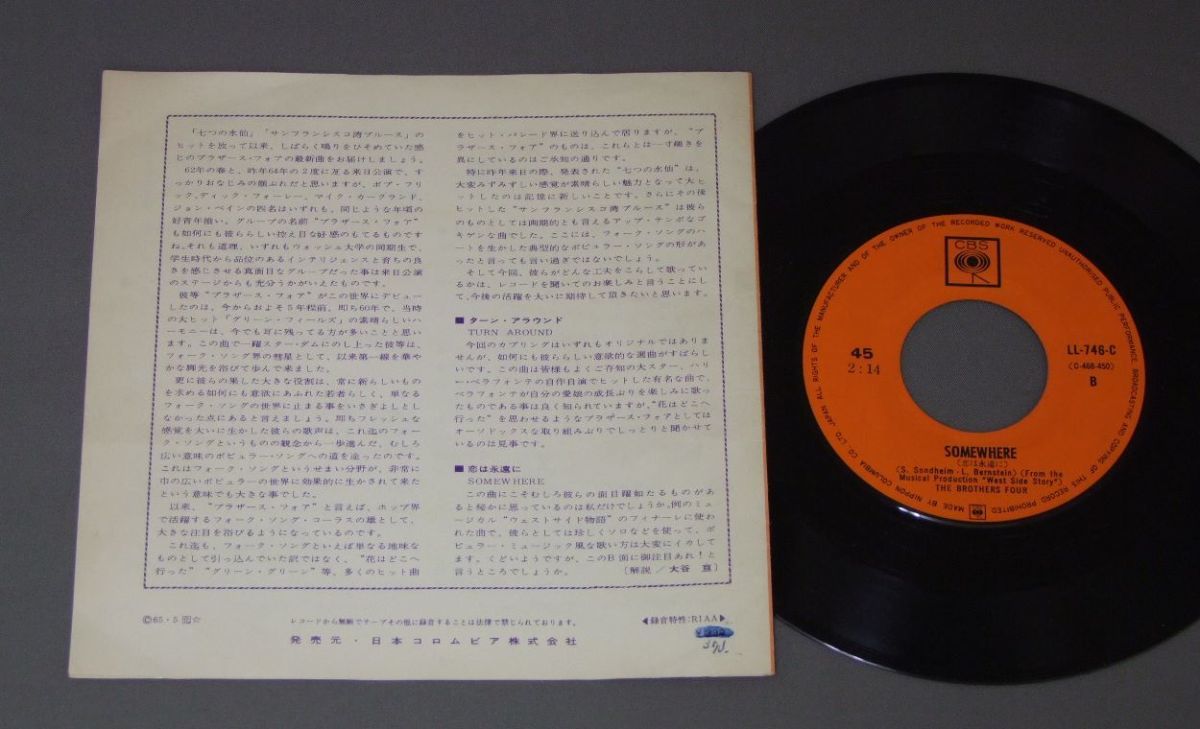 「七つの水仙」「サンフランシスコ湾ブルース」の
ヒットを放って以来、しばらく鳴りをひそめていた感
とのブラザース・フォアの最新曲をお届けしましょう。
62年の春と、昨年64年の2度に亙る来日公演で、す
っかりおなじみの顔ぶれだと思いますが、ボブ・フリ
ック、ディック・フォーレー、マイク・カークランド、
ジョン・ペインの四名はいずれも、同じような年頃の
好青年揃い。グループの名前“ブラザース・フォア”
も如何にも彼ららしい控え目な好感のもてるものです
ね。それも道理、いずれもウォッシュ大学の同期生で、
学生時代から品位のあるインテリジェンスと育ちの良
さを感じさせる真面目なグループだった事は来日公演
のステージからも充分うかがいえたものです。
彼等“ブラザース・フォア”がこの世界にデビュー
したのは、今からおよそ5年程前、即ち60年で、当時
の大ヒット「グリーン・フィールズ」の素晴らしいハ
ーモニーは、今でも耳に残ってる方が多いことと思い
ます。この曲で一躍スター・ダムにのし上った彼等は、
フォーク・ソング界の彗星として、以来第一線を華や
かな脚光を浴びて歩んで来ました。
更に彼らの果した大きな役割は、常に新らしいもの
を求める如何にも意欲にあふれた若者らしく、単なる
フォーク・ソングの世界に止まる事をいさぎよしとし
なかった点にあると言えましょう。即ちフレッシュな
感覚を大いに生かした彼らの歌声は、これ迄のフォー
ク・ソングというものの観念から一歩進んだ、むしろ
広い意味のポピュラー・ソングへの道を塗ったのです。
これはフォーク・ソングというせまい分野が、非常に
巾の広いポピュラーの世界に効果的に生かされて来た
という意味でも大きな事でした。
以来、“ブラザース・フォア”と言えば、ホップ界
で活躍するフォーク・ソング・コーラスの雄として、
大きな注目を浴びるようになっているのです。
これ迄も、フォーク・ソングといえば単なる地味な
ものとして引っ込んでいた訳ではなく、“花はどこへ
行った”“グリーン・グリーン”等、多くのヒット曲
をヒット・パレード界に送り込んで居りますが、“ブ
ラザース・フォア”のものは、これらとは一寸趣きを
異にしているのはご承知の通りです。
特に昨年来日の際、発表された“七つの水仙”は、
大変みずみずしい感覚が素晴らしい魅力となって大ヒ
ットしたのは記憶に新しいことです。さらにその後
ヒットした“サンフランシスコ湾ブルース”は彼ら
のものとしては画期的とも言えるアップ・テンポなゴ
キゲンな曲でした。ここには、フォーク・ソングのハ
ートを生かした典型的なポピュラー・ソングの形があ
ったと言っても言い過ぎではないでしょう。
そして今回、彼らがどんな工夫をこらして歌ってい
るかは、レコードを聞いてのお楽しみと言うことにし
て、今後の活躍を大いに期待して頂きたいと思います。
■ターン・アラウンド
TURN AROUND
今回のカプリングはいずれもオリジナルではありま
せんが、如何にも彼ららしい意欲的な選曲がすばらし
いです。この曲は皆様もよくご存知の大スター、ハリ
ー・ベラフォンテの自作自演でヒットした有名な曲で、
ベラフォンテが自分の愛嬢の成長ぶりを楽しみに歌っ
たものである事は良く知られていますが、“花はどこへ
行った”を思わせるようなブラザース・フォアとしては
オーソドックスな取り組みぶりでしっとりと聞かせて
いるのは見事です。
■恋は永遠に
SOMEWHERE
この曲にこそむしろ彼らの面目躍如たるものがあ
ると秘かに思っているのは私だけでしょうか。例のミュ
ージカル“ウェストサイド物語”のフィナーレに使わ
れた曲で、彼らとしては珍しくソロなどを使って、ポ
ピュラー・ミュージック風な歌い方は大変にイカしてま
す。くどいようですが、このB面に御注目あれ！と
言うところでしょうか。〔解説／大谷 亶〕
Ⓒ65・5 ☆
レコードから無断でテープその他に録音することは法律で禁じられております。
◀録音特性：RIAA▶
発売元・日本コロムビア株式会社
CBS
45
2:14
LL-746-C
(O-466-450)
B
SOMEWHERE
(恋は永遠に)
(S. Sondheim - L. Bernstein) (From the
Musical Production "West Side Story")
THE BROTHERS FOUR
MADE BY NIPPON COLUMBIA CO., LTD. JAPAN ALL RIGHTS OF THE MANUFACTURER AND OF THE OWNER OF THE RECORDED WORK RESERVED UNAUTHORISED PUBLIC PERFORMANCE BROADCASTING AND COPYING OF THIS RECORD PROHIBITED